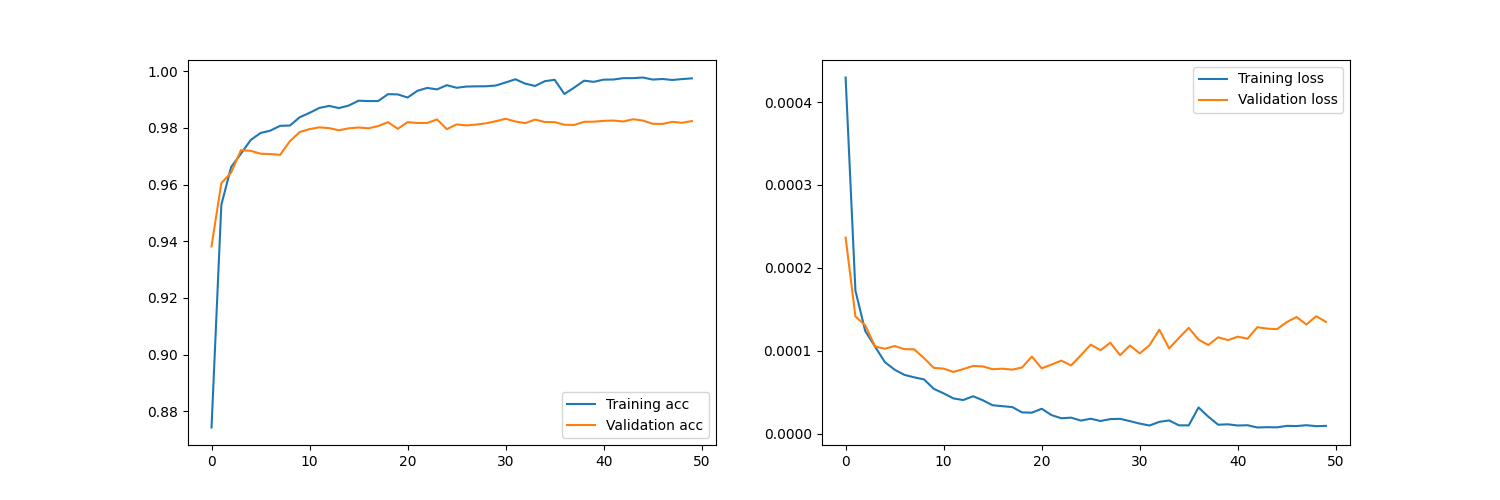 1.00
0.98
0.96
0.94
0.92
0.90
0.88
0 10 20 30 40 50
Training acc
Validation acc
0.0004
0.0003
0.0002
0.0001
0.0000
0 10 20 30 40 50
Training loss
Validation loss